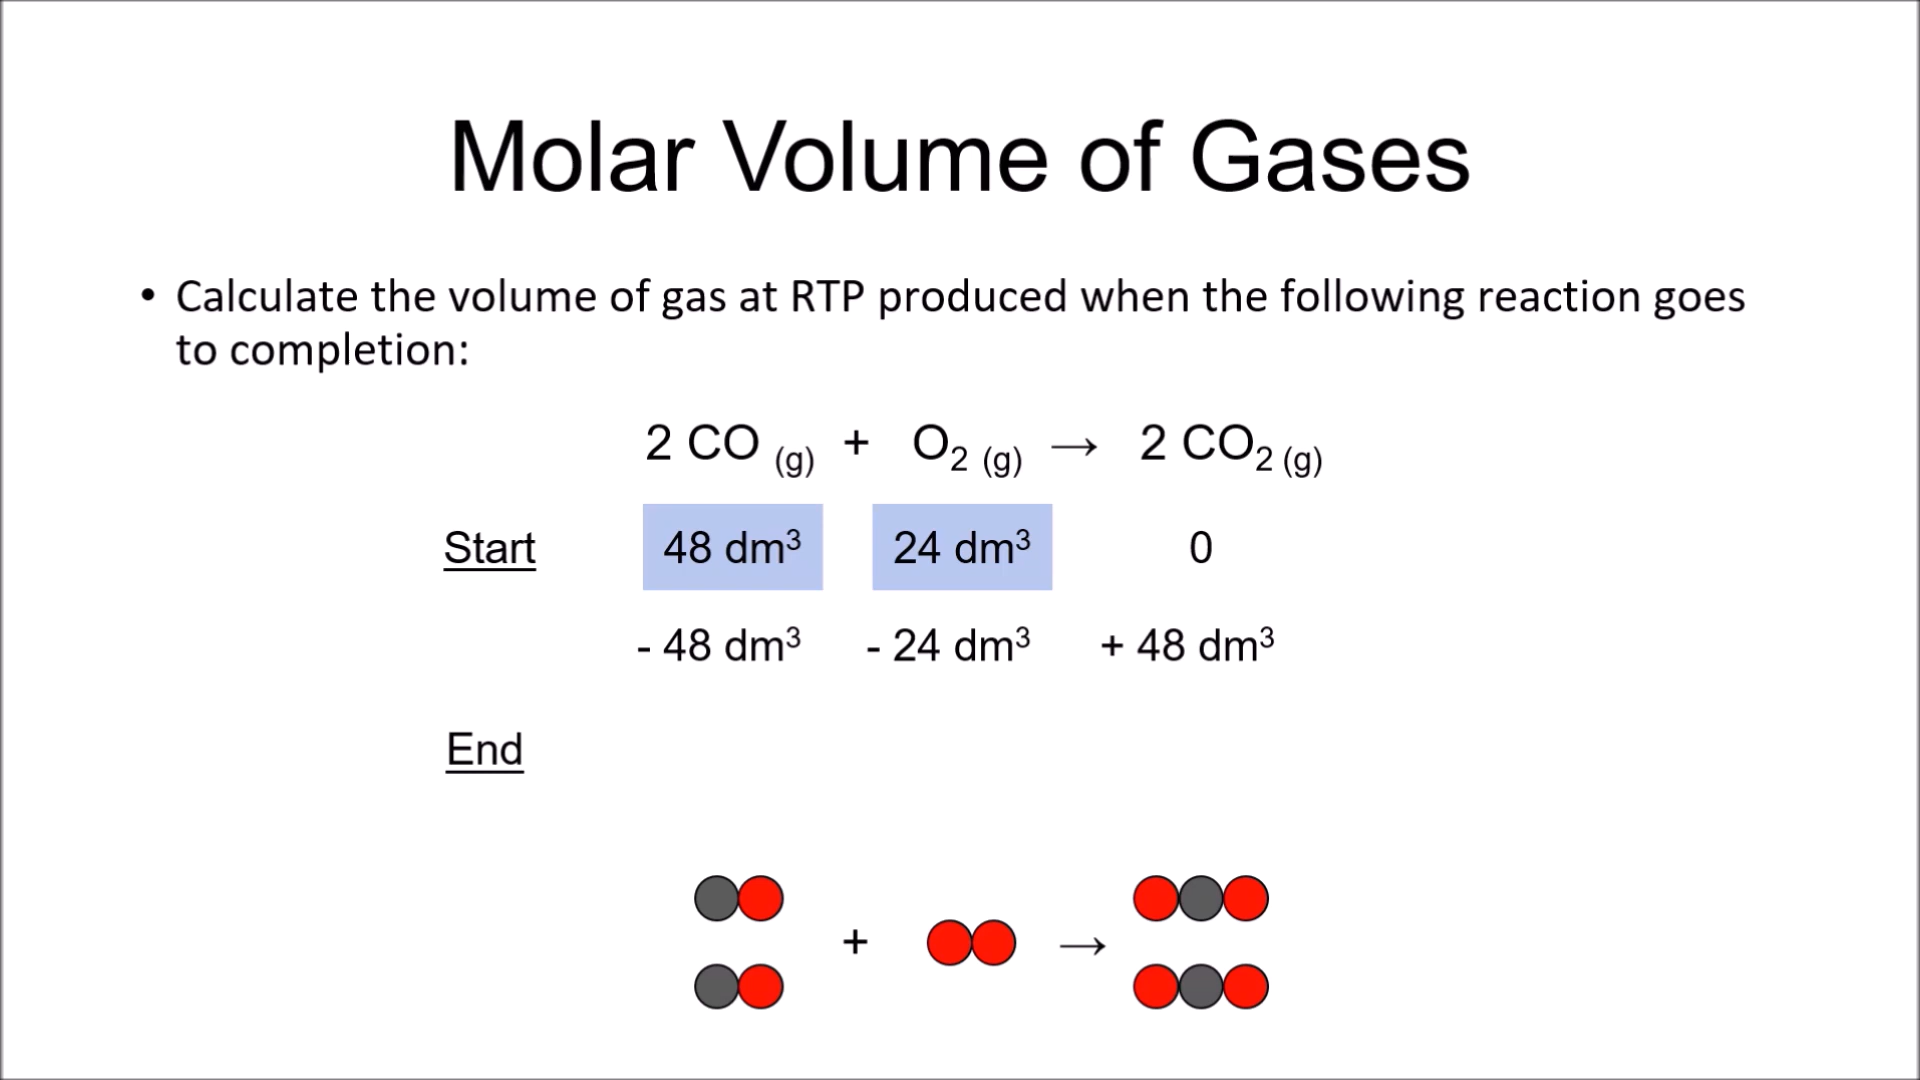 Molar Volume of Gases
• Calculate the volume of gas at RTP produced when the following reaction goes
to completion:
2 CO (g) + O₂ (g) → 2 CO₂ (g)
Start 48 dm³ 24 dm³ 0
- 48 dm³ - 24 dm³ + 48 dm³
End
+ →